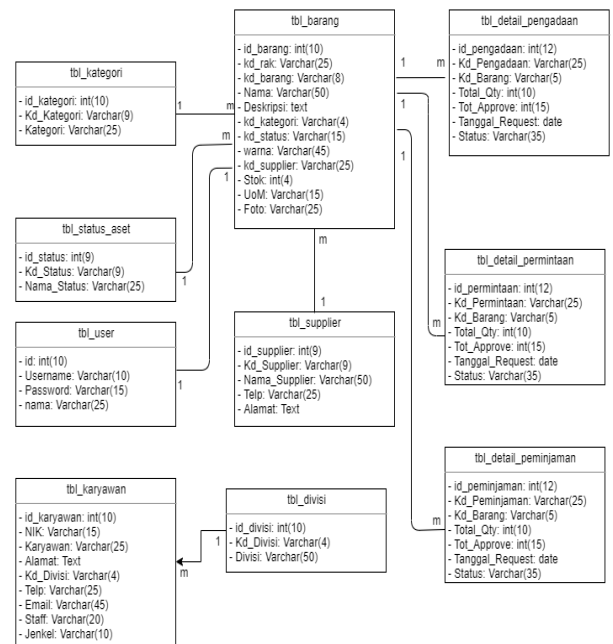 tbl_barang
- id_barang: int(10)
- kd_rak: Varchar(25)
- kd_barang: Varchar(8)
- Nama: Varchar(50)
- Deskripsi: text
- kd_kategori: Varchar(4)
- kd_status: Varchar(15)
- warna: Varchar(45)
- kd_supplier: Varchar(25)
- Stok: int(4)
- UoM: Varchar(15)
- Foto: Varchar(25)
tbl_detail_pengadaan
- id_pengadaan: int(12)
- Kd_Pengadaan: Varchar(25)
- Kd_Barang: Varchar(5)
- Total_Qty: int(10)
- Tot_Approve: int(15)
- Tanggal_Request: date
- Status: Varchar(35)
tbl_kategori
- id_kategori: int(10)
- Kd_Kategori: Varchar(9)
- Kategori: Varchar(25)
1
m
m
1
1
m
1
1
tbl_status_aset
- id_status: int(9)
- Kd_Status: Varchar(9)
- Nama_Status: Varchar(25)
1
m
1
tbl_detail_permintaan
- id_permintaan: int(12)
- Kd_Permintaan: Varchar(25)
- Kd_Barang: Varchar(5)
- Total_Qty: int(10)
- Tot_Approve: int(15)
- Tanggal_Request: date
- Status: Varchar(35)
m
tbl_user
- id: int(10)
- Username: Varchar(10)
- Password: Varchar(15)
- nama: Varchar(25)
1
tbl_supplier
- id_supplier: int(9)
- Kd_Supplier: Varchar(9)
- Nama_Supplier: Varchar(50)
- Telp: Varchar(25)
- Alamat: Text
tbl_detail_peminjaman
- id_peminjaman: int(12)
- Kd_Peminjaman: Varchar(25)
- Kd_Barang: Varchar(5)
- Total_Qty: int(10)
- Tot_Approve: int(15)
- Tanggal_Request: date
- Status: Varchar(35)
m
tbl_karyawan
- id_karyawan: int(10)
- NIK: Varchar(15)
- Karyawan: Varchar(25)
- Alamat: Text
- Kd_Divisi: Varchar(4)
- Telp: Varchar(25)
- Email: Varchar(45)
- Staff: Varchar(20)
- Jenkel: Varchar(10)
m
1
tbl_divisi
- id_divisi: int(10)
- Kd_Divisi: Varchar(4)
- Divisi: Varchar(50)